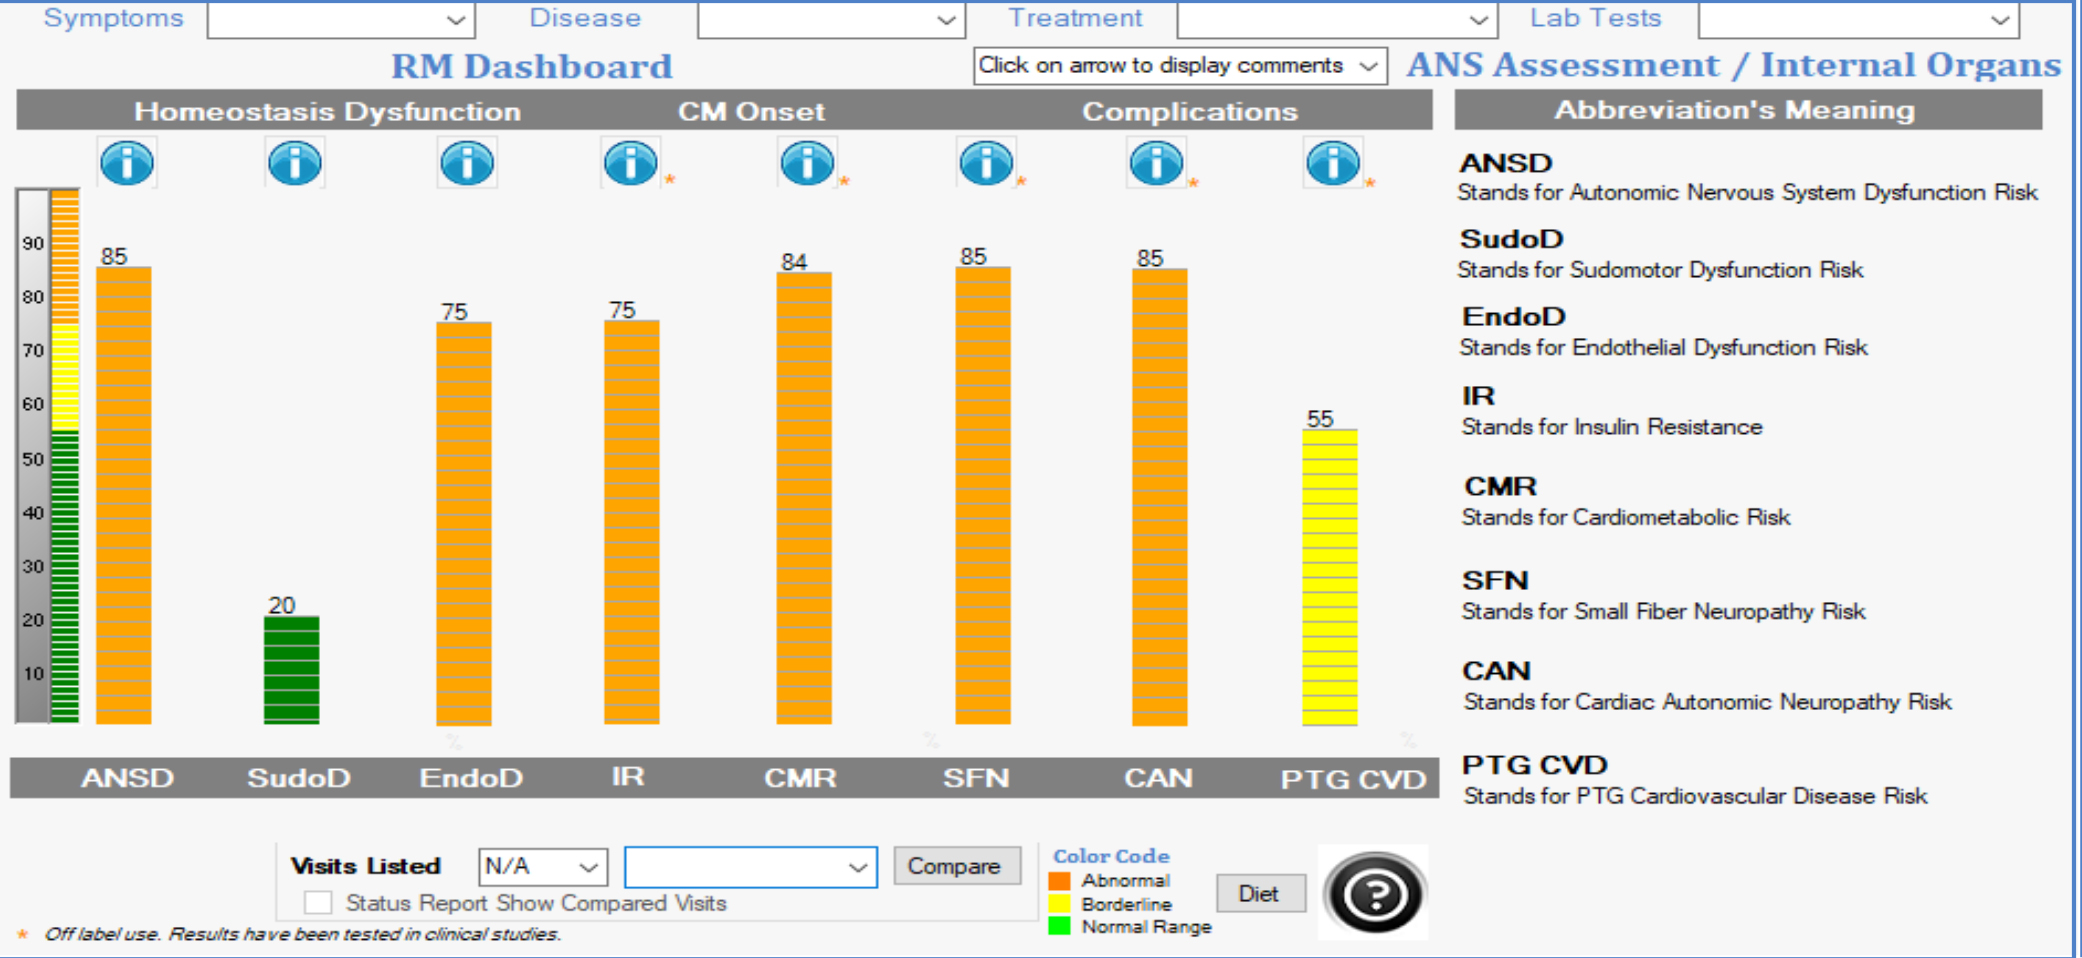 Symptoms Disease Treatment Lab Tests
RM Dashboard Click on arrow to display comments ANS Assessment / Internal Organs
Homeostasis Dysfunction CM Onset Complications Abbreviation's Meaning
* * * * *
ANSD
Stands for Autonomic Nervous System Dysfunction Risk
SudoD
Stands for Sudomotor Dysfunction Risk
EndoD
Stands for Endothelial Dysfunction Risk
IR
Stands for Insulin Resistance
CMR
Stands for Cardiometabolic Risk
SFN
Stands for Small Fiber Neuropathy Risk
CAN
Stands for Cardiac Autonomic Neuropathy Risk
PTG CVD
Stands for PTG Cardiovascular Disease Risk
90
80
70
60
50
40
30
20
10
85 20 75 75 84 85 85 55
% % %
ANSD SudoD EndoD IR CMR SFN CAN PTG CVD
Visits Listed N/A Compare
Status Report Show Compared Visits
Color Code
Abnormal
Borderline
Normal Range
Diet
?
* Off label use. Results have been tested in clinical studies.